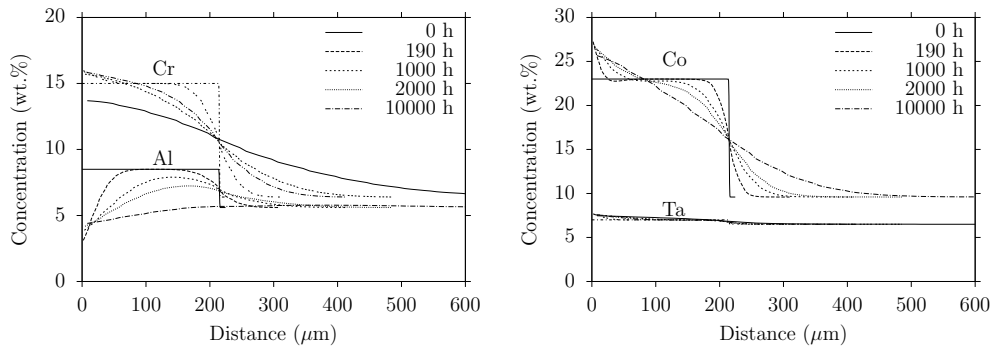 20
15
10
5
0
Concentration (wt.%)
0 h
190 h
1000 h
2000 h
10000 h
Cr
Al
0 100 200 300 400 500 600
Distance (μm)
30
25
20
15
10
5
0
Concentration (wt.%)
0 h
190 h
1000 h
2000 h
10000 h
Co
Ta
0 100 200 300 400 500 600
Distance (μm)